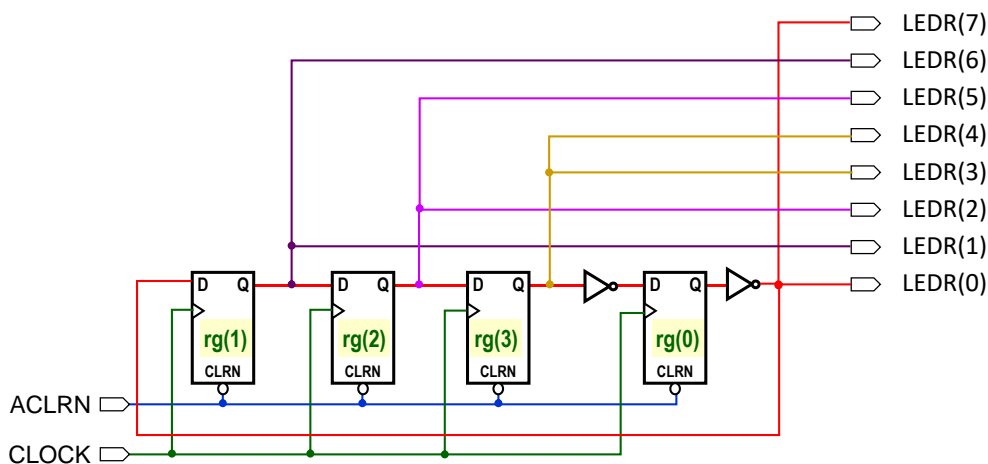 LEDR(7)
LEDR(6)
LEDR(5)
LEDR(4)
LEDR(3)
LEDR(2)
LEDR(1)
LEDR(0)
D Q D Q D Q D Q
rg(1) rg(2) rg(3) rg(0)
CLRN CLRN CLRN CLRN
ACLRN
CLOCK